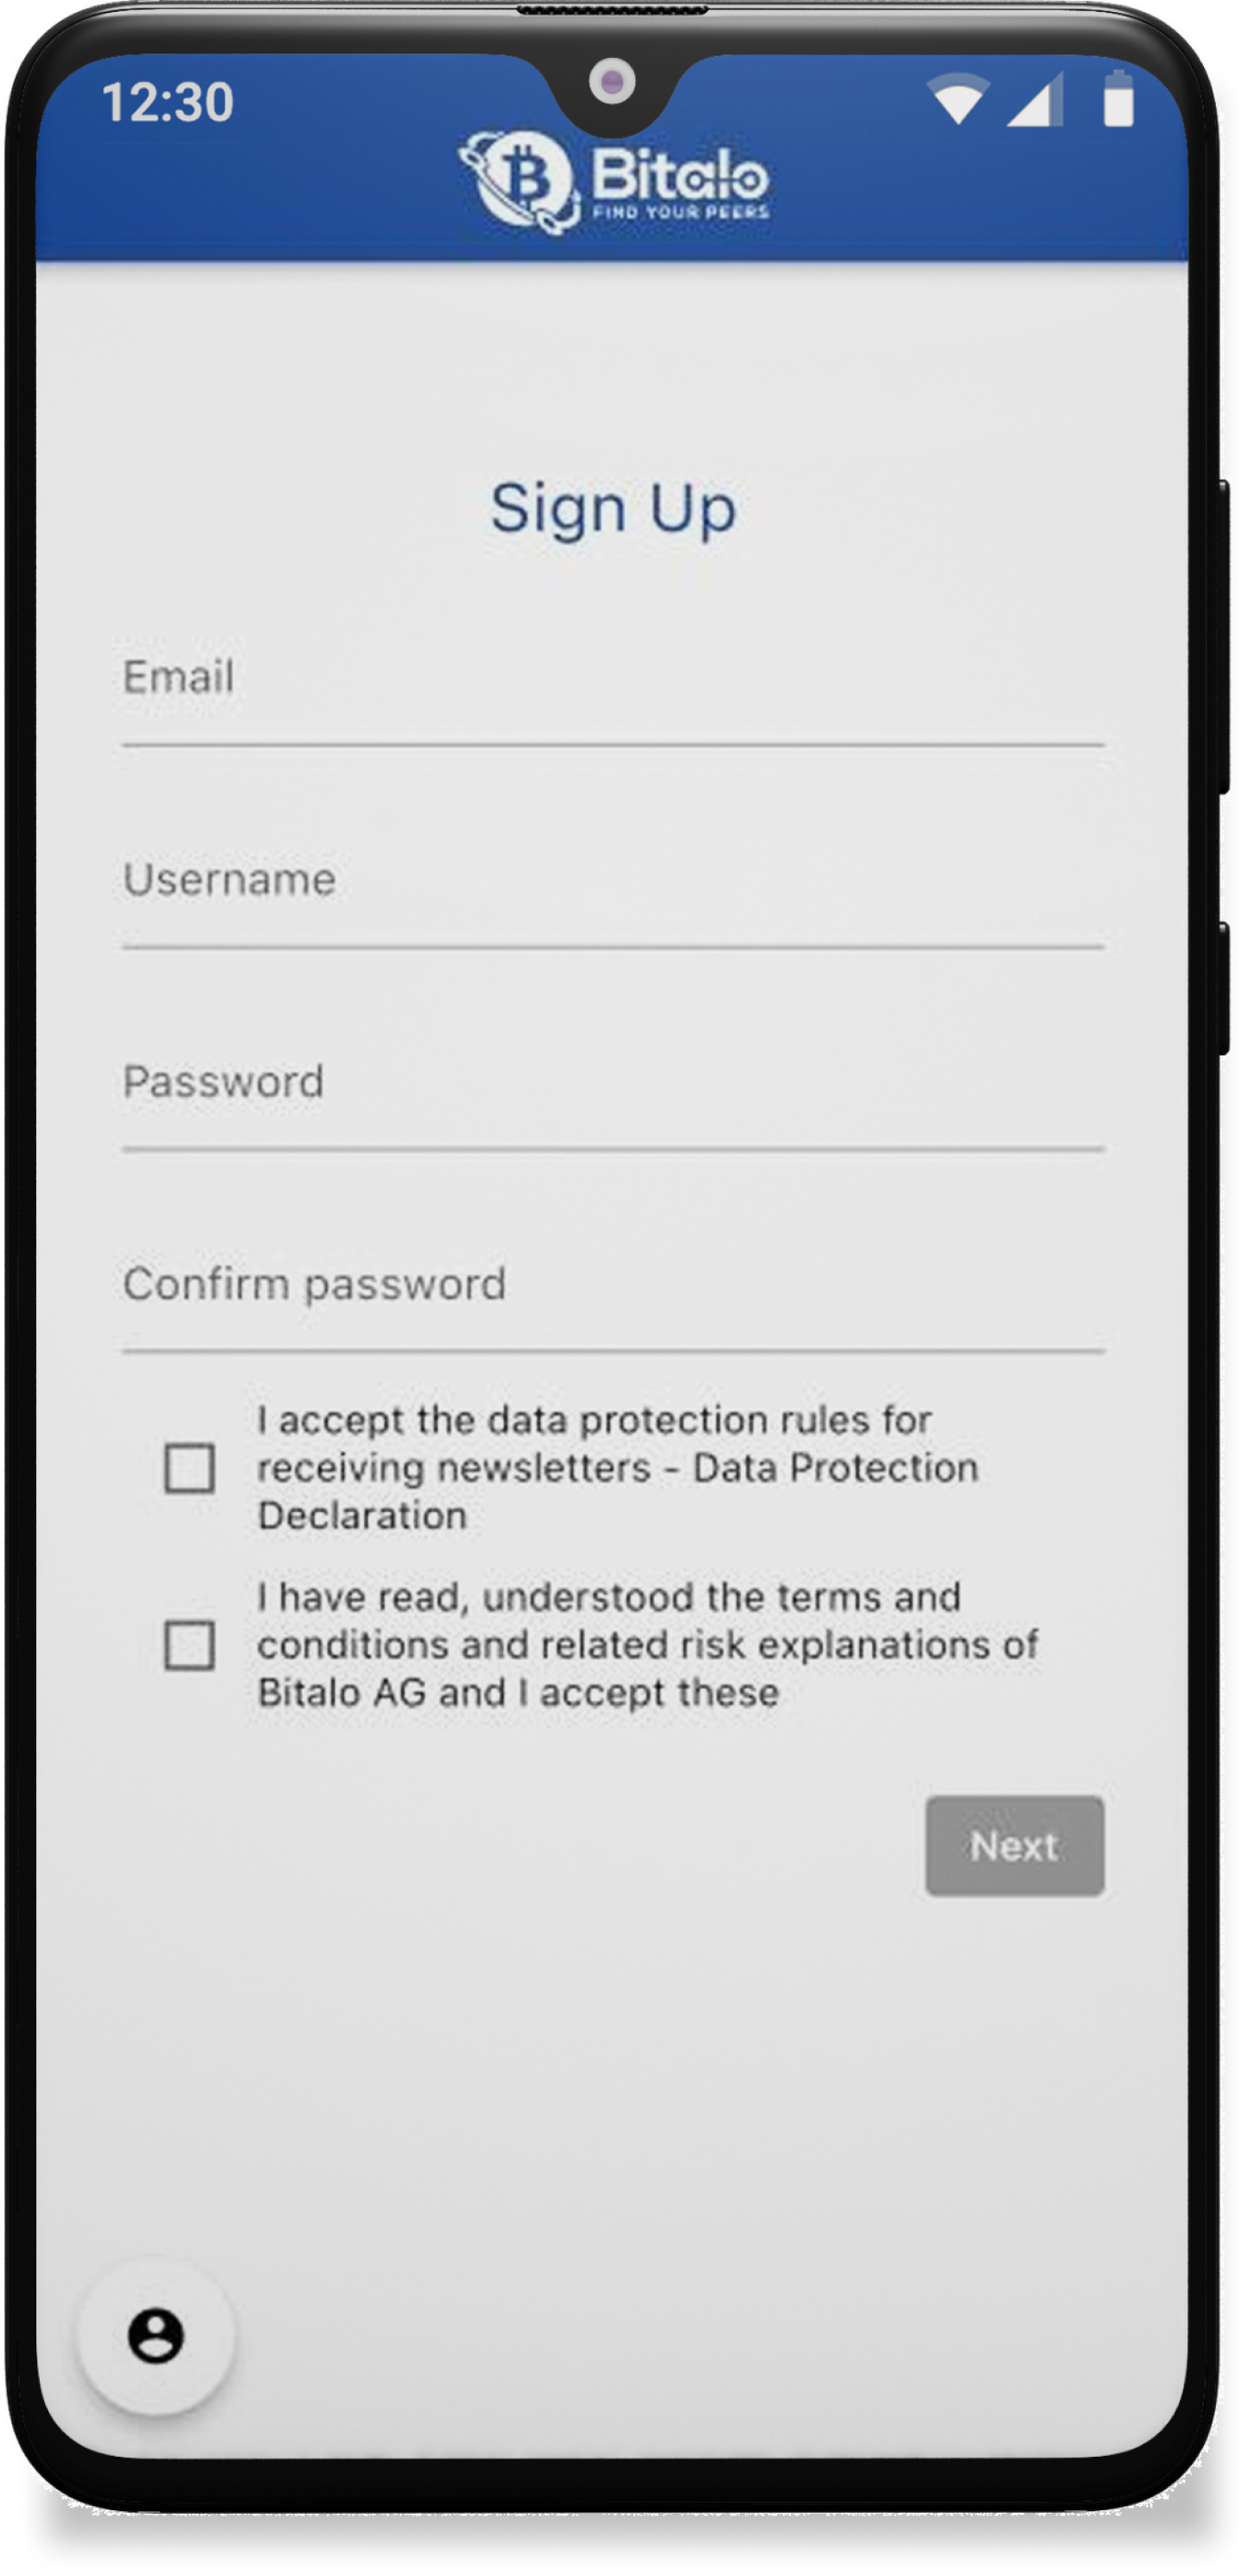 12:30
Bitalo
FIND YOUR PEERS
Sign Up
Email
Username
Password
Confirm password
I accept the data protection rules for
receiving newsletters - Data Protection
Declaration
I have read, understood the terms and
conditions and related risk explanations of
Bitalo AG and I accept these
Next